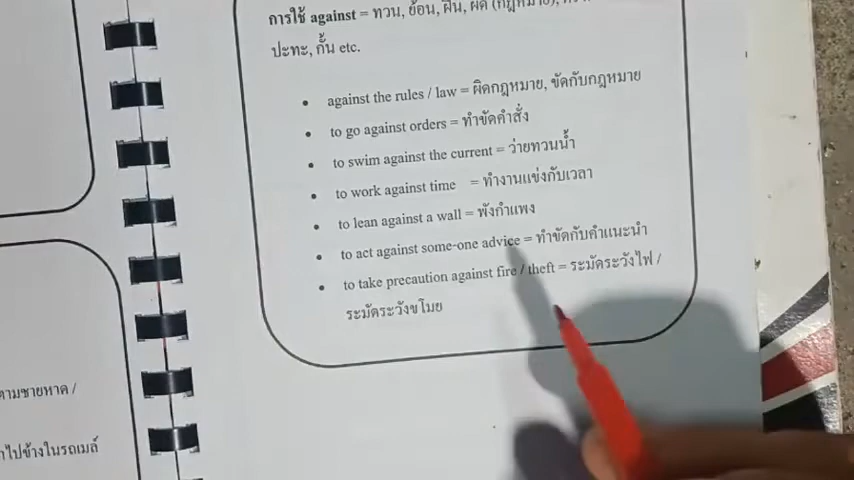 การใช้ against = ทวน, ย้อน, ฝืน, ผิด (กฎหมาย),
ปะทะ, กั้น etc.
• against the rules / law = ผิดกฎหมาย, ขัดกับกฎหมาย
• to go against orders = ทำขัดคำสั่ง
• to swim against the current = ว่ายทวนน้ำ
• to work against time = ทำงานแข่งกับเวลา
• to lean against a wall = พิงกำแพง
• to act against some-one advice = ทำขัดกับคำแนะนำ
• to take precaution against fire / theft = ระมัดระวังไฟ /
ระมัดระวังขโมย
ตามชายหาด /
ไปข้างในรถเมล์